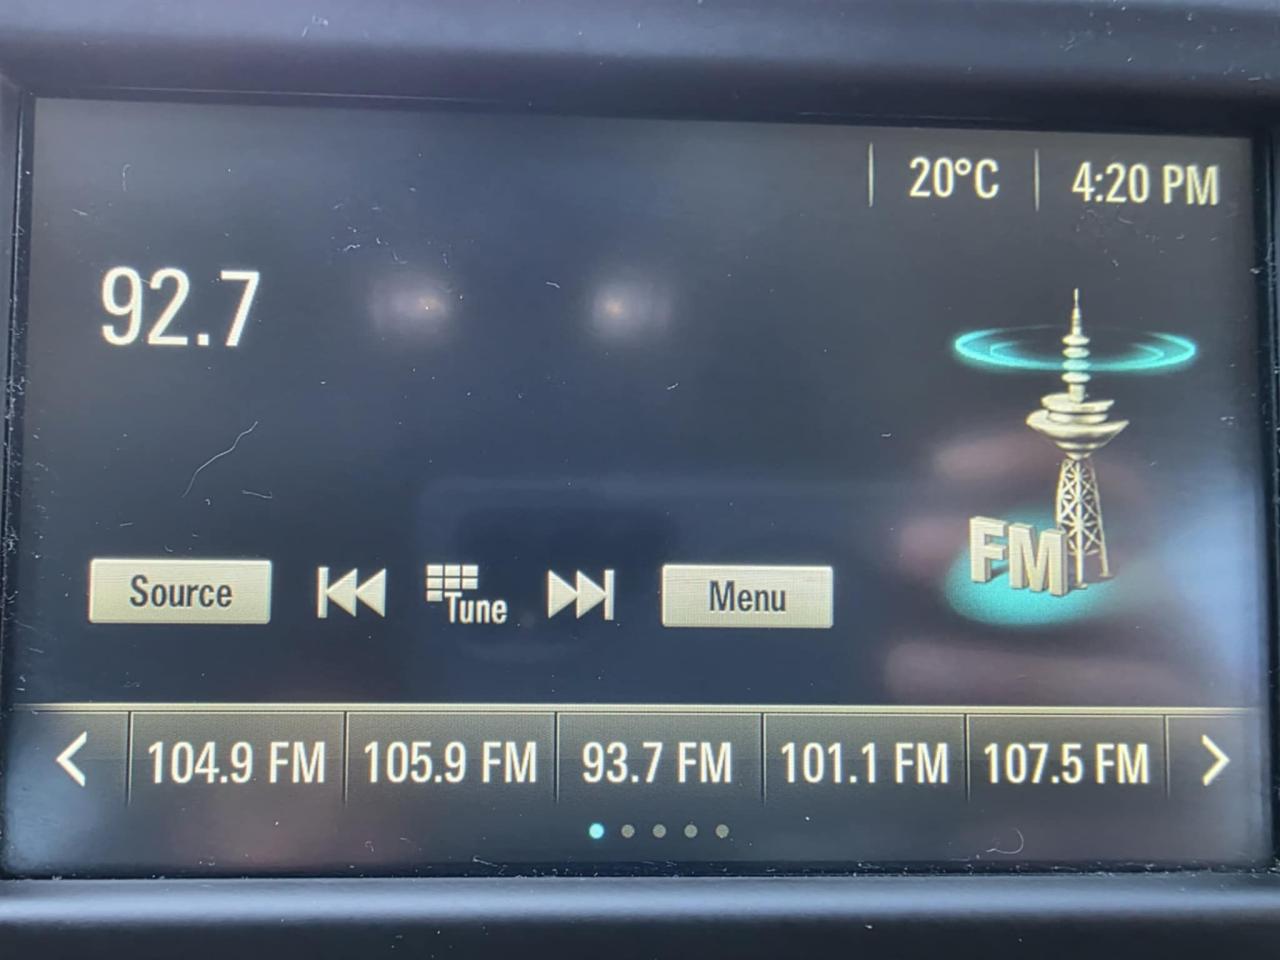 20°C 4:20 PM
92.7
FM
Source Tune Menu
104.9 FM 105.9 FM 93.7 FM 101.1 FM 107.5 FM